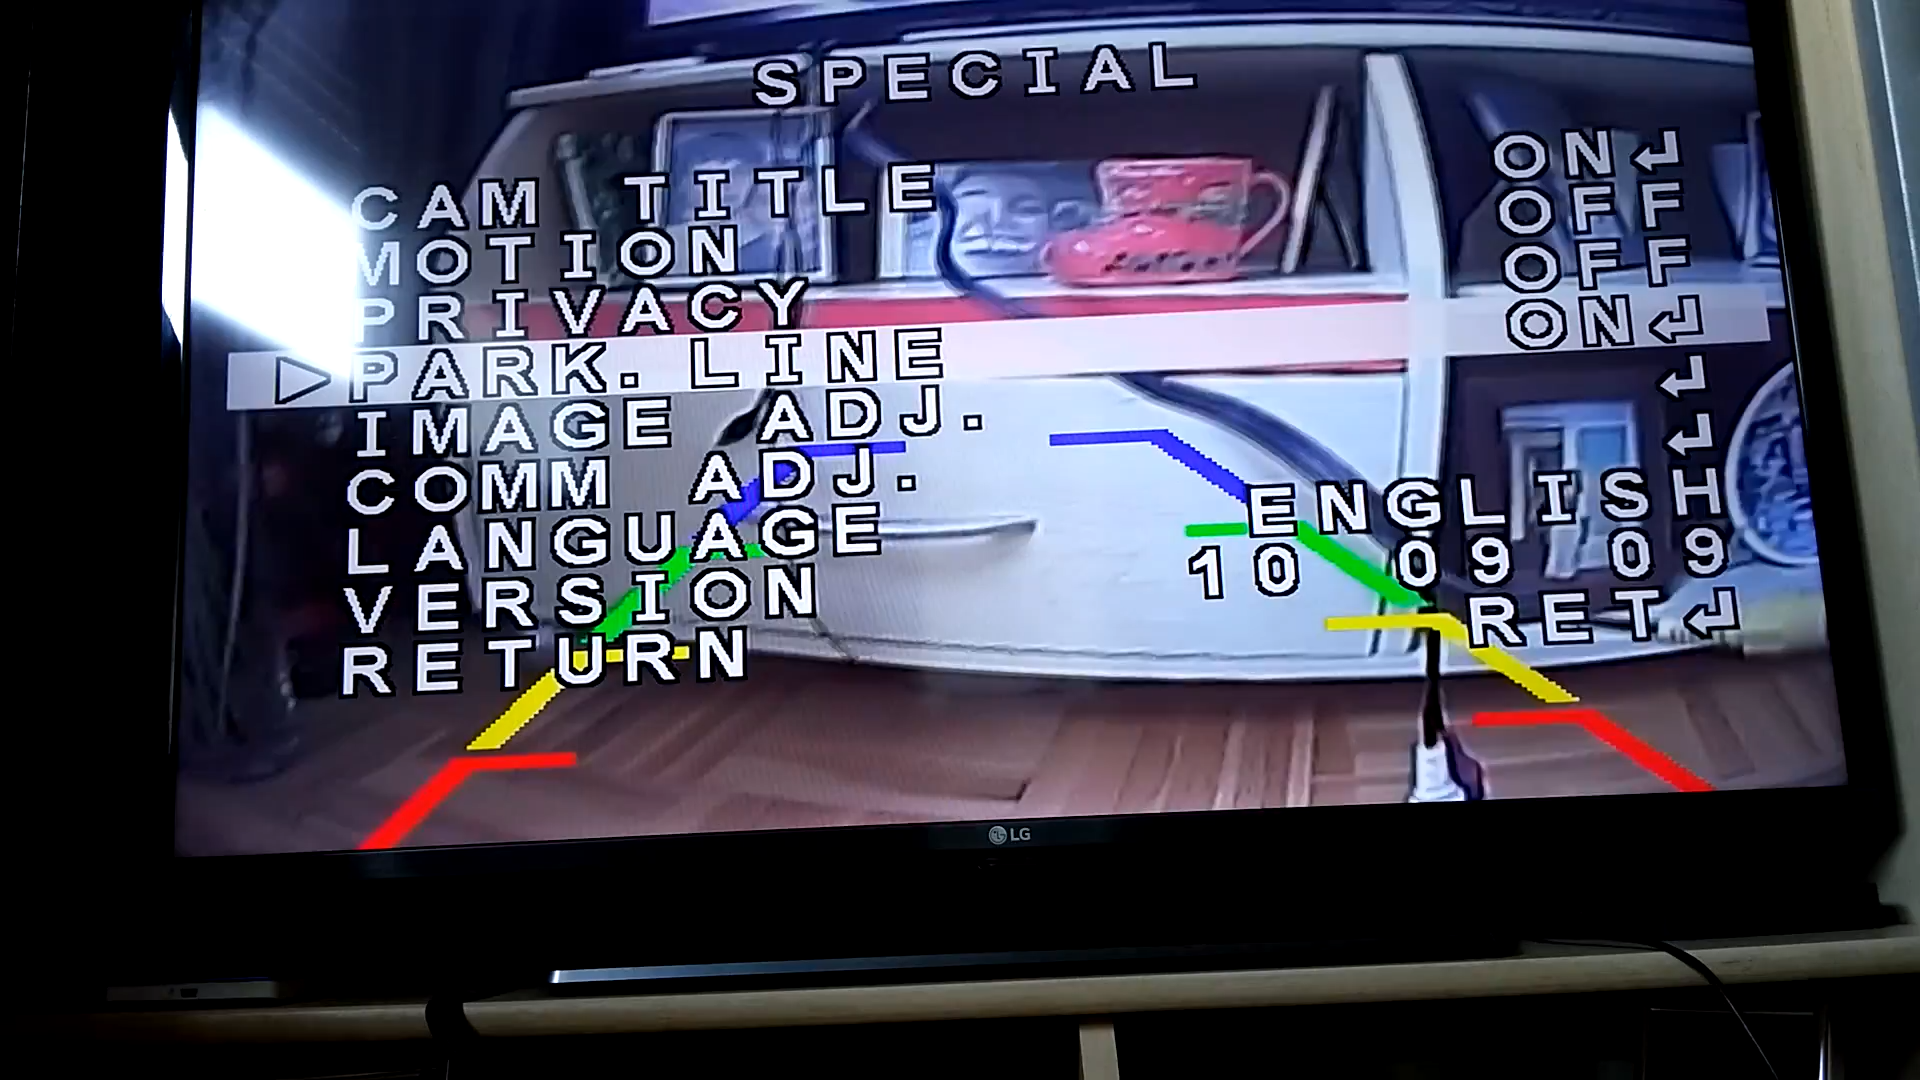 SPECIAL
CAM TITLE ON↲
MOTION OFF
PRIVACY OFF
▷PARK. LINE ON↲
IMAGE ADJ. ↲
COMM ADJ. ↲
LANGUAGE ENGLISH
VERSION 10 09 09
RETURN RET↲
LG